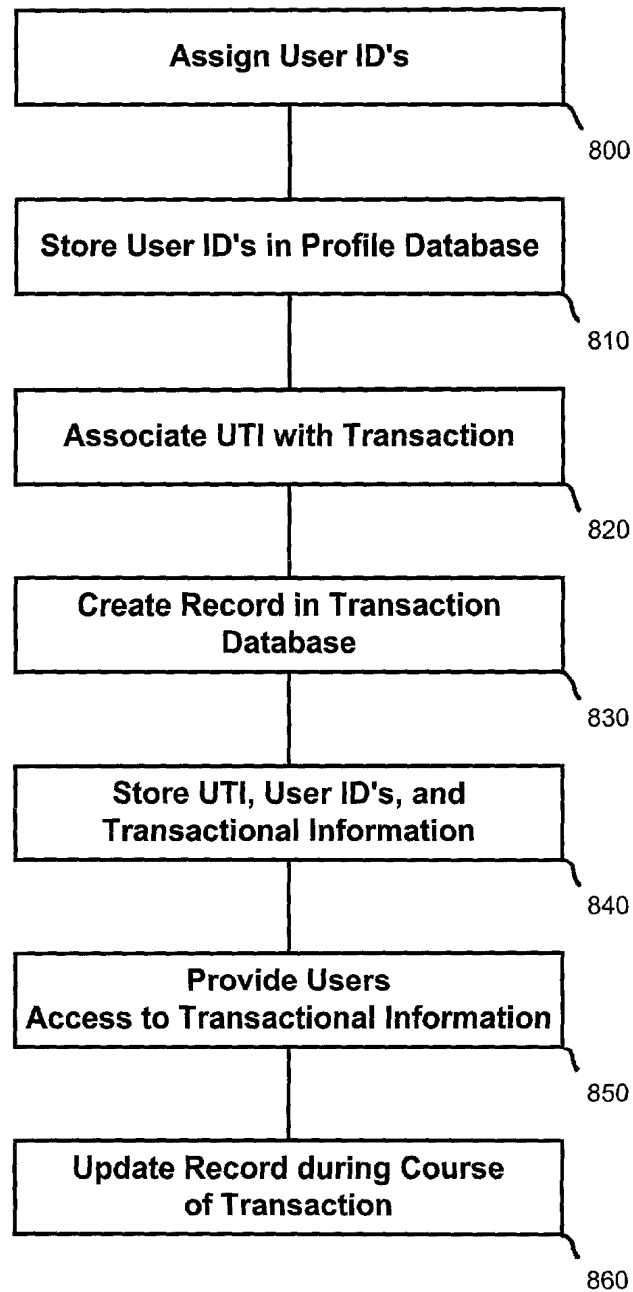 Assign User ID's
800
Store User ID's in Profile Database
810
Associate UTI with Transaction
820
Create Record in Transaction
Database
830
Store UTI, User ID's, and
Transactional Information
840
Provide Users
Access to Transactional Information
850
Update Record during Course
of Transaction
860